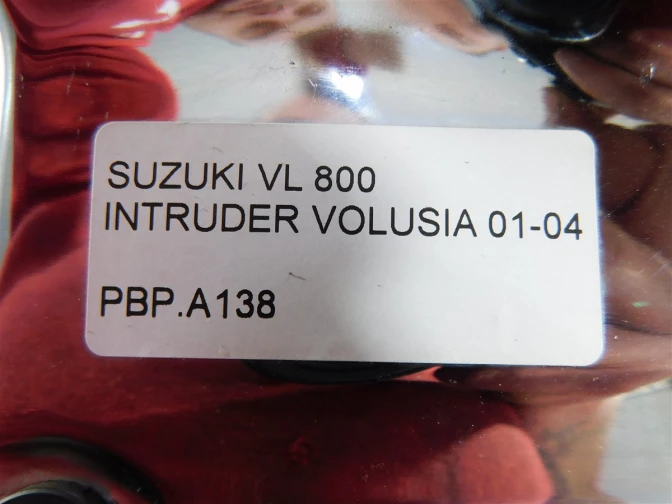 SUZUKI VL 800
INTRUDER VOLUSIA 01-04
PBP.A138